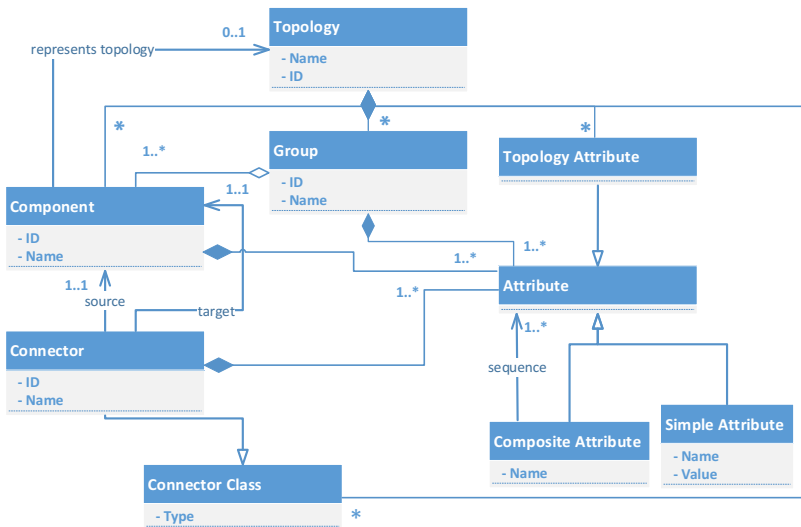 Topology
- Name
- ID
0..1
represents topology
*
*
*
1..*
Group
- ID
- Name
Topology Attribute
1..1
Component
- ID
- Name
1..*
1..*
Attribute
1..1
source
target
1..*
1..*
sequence
Connector
- ID
- Name
Composite Attribute
- Name
Simple Attribute
- Name
- Value
Connector Class
- Type
*